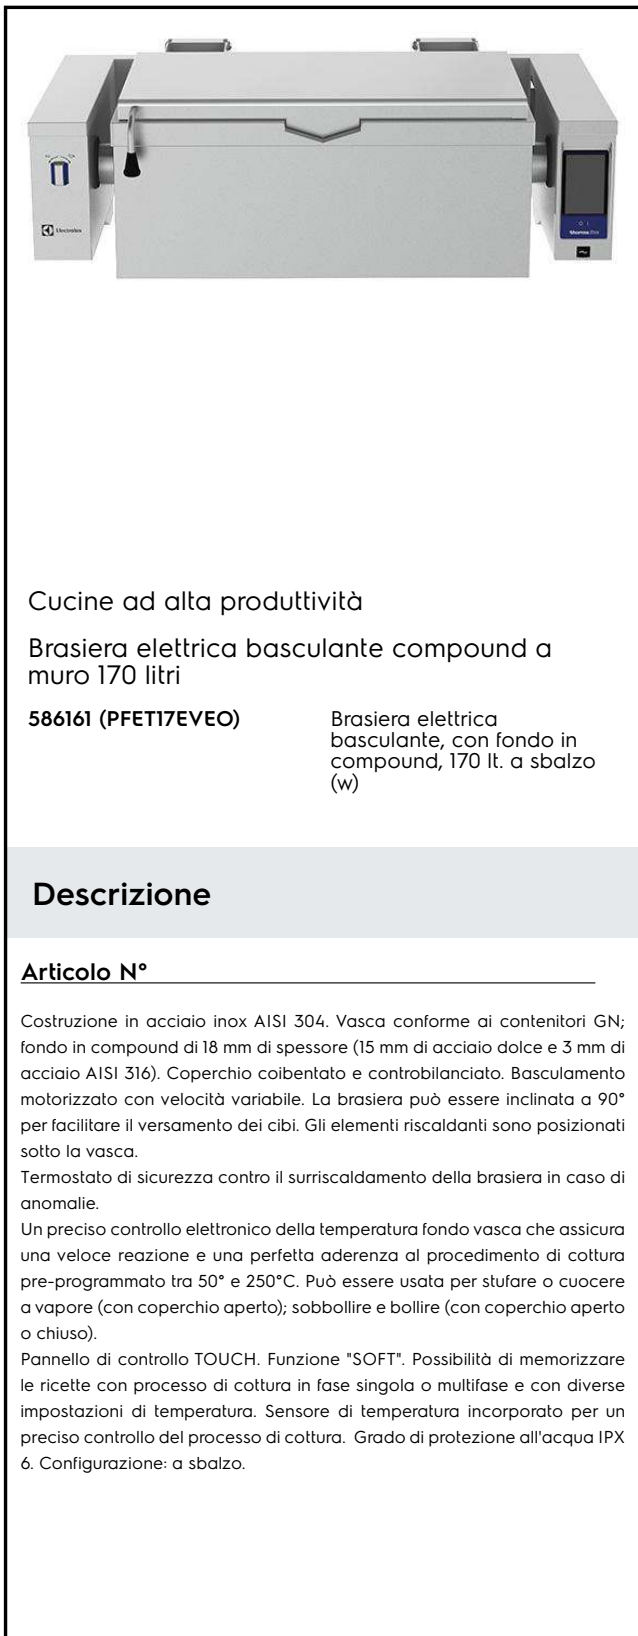 Electrolux
thermaline
Cucine ad alta produttività
Brasiera elettrica basculante compound a
muro 170 litri
586161 (PFET17EVEO)
Brasiera elettrica
basculante, con fondo in
compound, 170 lt. a sbalzo
(w)
Descrizione
Articolo N°
Costruzione in acciaio inox AISI 304. Vasca conforme ai contenitori GN;
fondo in compound di 18 mm di spessore (15 mm di acciaio dolce e 3 mm di
acciaio AISI 316). Coperchio coibentato e controbilanciato. Basculamento
motorizzato con velocità variabile. La brasiera può essere inclinata a 90°
per facilitare il versamento dei cibi. Gli elementi riscaldanti sono posizionati
sotto la vasca.
Termostato di sicurezza contro il surriscaldamento della brasiera in caso di
anomalie.
Un preciso controllo elettronico della temperatura fondo vasca che assicura
una veloce reazione e una perfetta aderenza al procedimento di cottura
pre-programmato tra 50° e 250°C. Può essere usata per stufare o cuocere
a vapore (con coperchio aperto); sobbollire e bollire (con coperchio aperto
o chiuso).
Pannello di controllo TOUCH. Funzione "SOFT". Possibilità di memorizzare
le ricette con processo di cottura in fase singola o multifase e con diverse
impostazioni di temperatura. Sensore di temperatura incorporato per un
preciso controllo del processo di cottura. Grado di protezione all'acqua IPX
6. Configurazione: a sbalzo.